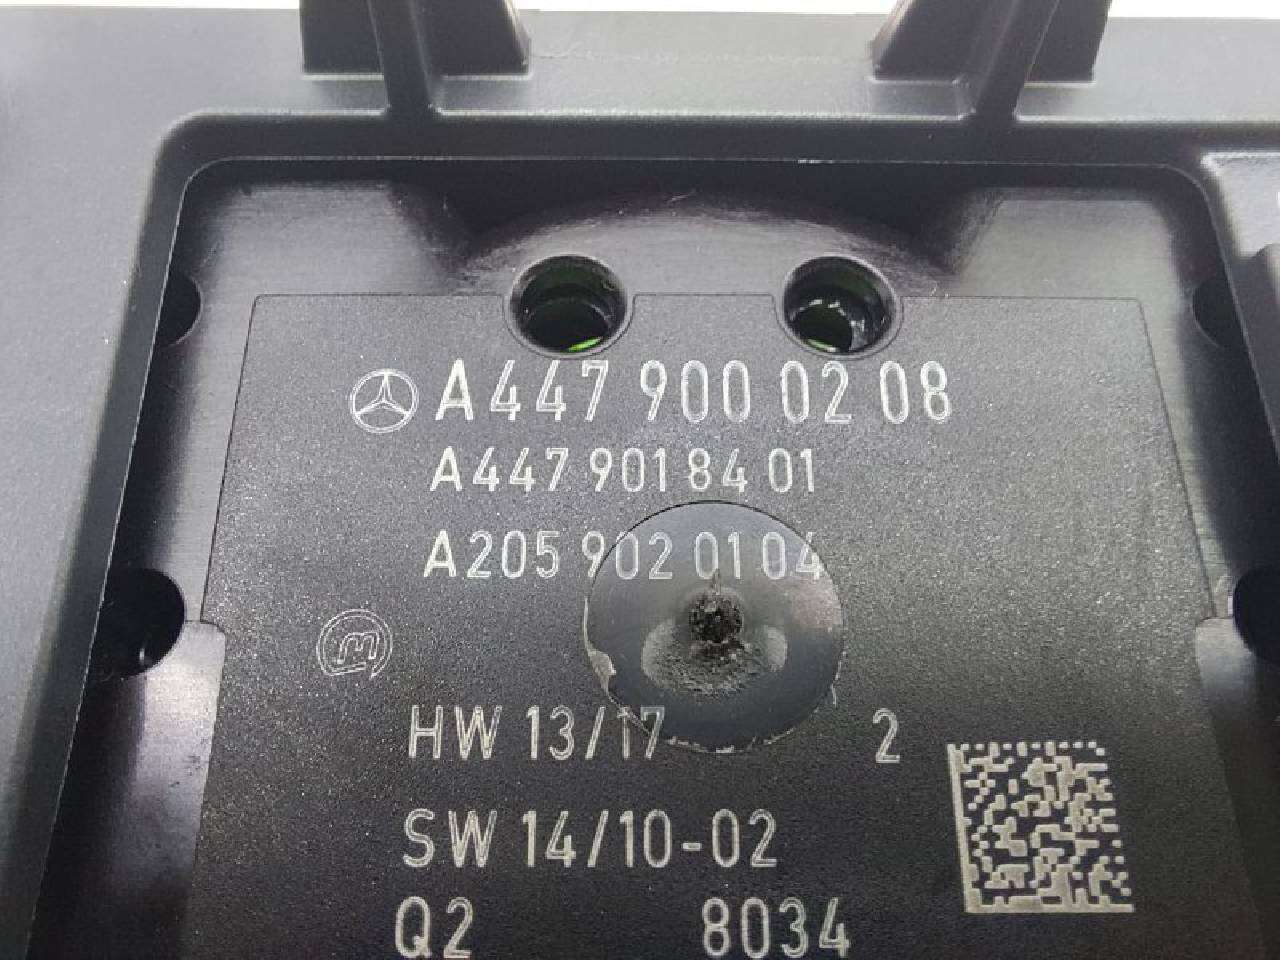 A 447 900 02 08
A 447 901 84 01
A 205 902 01 04
HW 13/17 2
SW 14/10-02
Q2 8034